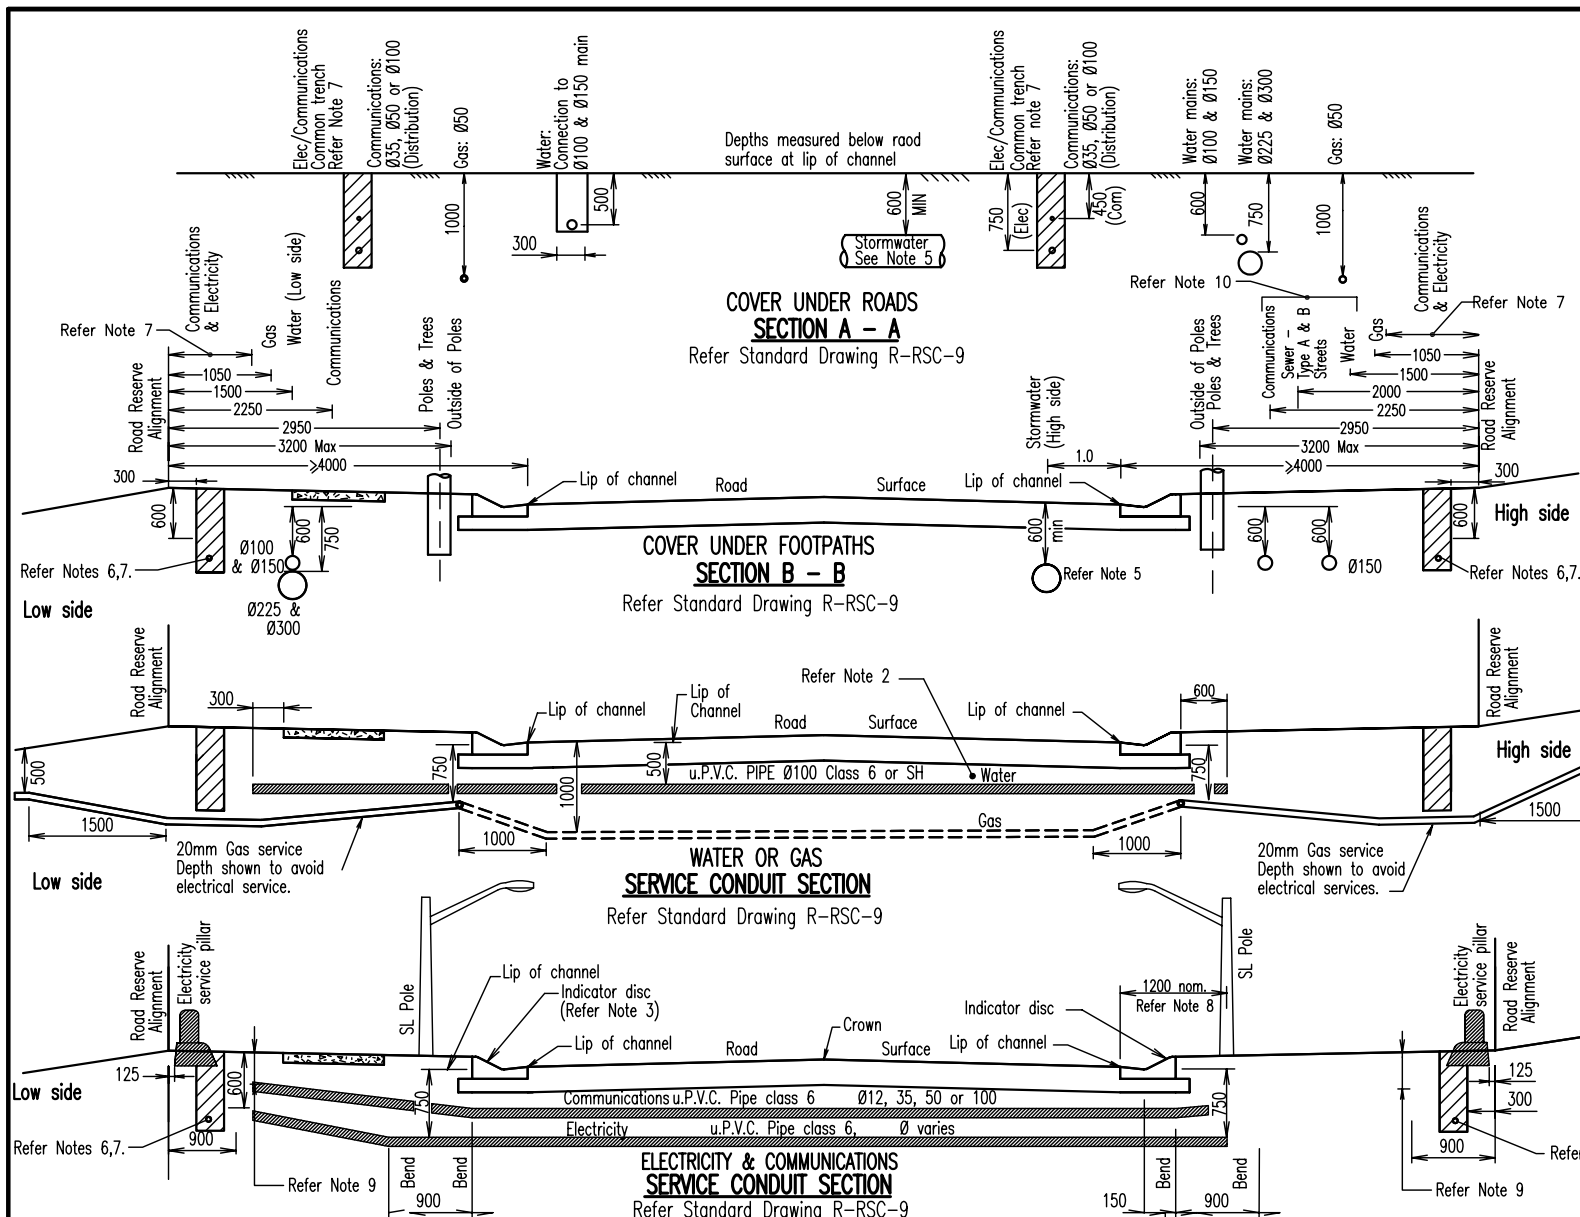 Elec/Communications
Common trench
Refer Note 7
Communications:
Ø35, Ø50 or Ø100
(Distribution)
Gas: Ø50
Water:
Connection to
Ø100 & Ø150 main
Depths measured below raod
surface at lip of channel
Elec/Communications
Common trench
Refer note 7
Communications:
Ø35, Ø50 or Ø100
(Distribution)
Water mains:
Ø100 & Ø150
Water mains:
Ø225 & Ø300
Gas: Ø50
1000
500
300
600
MIN
750
(Elec)
450
(Com)
600
750
1000
Stormwater
See Note 5
COVER UNDER ROADS
SECTION A - A
Refer Standard Drawing R-RSC-9
Refer Note 7
Communications
& Electricity
Gas
Water (Low side)
Communications
Poles & Trees
Outside of Poles
Road Reserve
Alignment
1050
1500
2250
2950
3200 Max
⩾4000
300
600
Refer Note 10
Outside of Poles
Poles & Trees
Communications
Sewer -
Type A & B
Streets
Water
Gas
Communications
& Electricity
Refer Note 7
Road Reserve
Alignment
1050
1500
2000
2250
2950
3200 Max
⩾4000
300
Stormwater
(High side)
1.0
Lip of channel
Road
Surface
Lip of channel
600
750
Ø100
& Ø150
Ø225 &
Ø300
Refer Notes 6,7.
Low side
600
min
Refer Note 5
600
600
Ø150
600
High side
Refer Notes 6,7.
COVER UNDER FOOTPATHS
SECTION B - B
Refer Standard Drawing R-RSC-9
Road Reserve
Alignment
300
Lip of channel
Lip of
Channel
Refer Note 2
Road
Surface
Lip of channel
600
Road Reserve
Alignment
High side
500
750
1000
500
u.P.V.C. PIPE Ø100 Class 6 or SH
Water
750
Gas
1500
1000
1000
1500
20mm Gas service
Depth shown to avoid
electrical service.
Low side
20mm Gas service
Depth shown to avoid
electrical services.
WATER OR GAS
SERVICE CONDUIT SECTION
Refer Standard Drawing R-RSC-9
Road Reserve
Alignment
Electricity
service pillar
SL Pole
Lip of channel
Indicator disc
(Refer Note 3)
Lip of channel
Road
Crown
Surface
Indicator disc
Lip of channel
1200 nom.
Refer Note 8
SL Pole
Electricity
service pillar
Road Reserve
Alignment
Low side
125
600
750
Communications u.P.V.C. Pipe class 6 Ø12, 35, 50 or 100
Electricity u.P.V.C. Pipe class 6, Ø varies
750
125
300
Refer Notes 6,7.
900
900
Refer
Refer Note 9
Bend
900
Bend
150
Bend
900
Bend
Refer Note 9
ELECTRICITY & COMMUNICATIONS
SERVICE CONDUIT SECTION
Refer Standard Drawing R-RSC-9